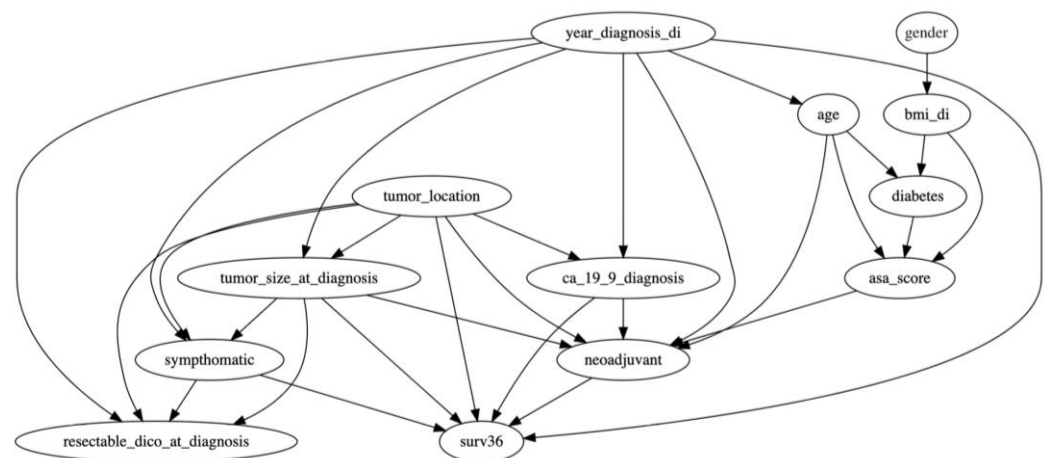 year_diagnosis_di
gender
age
bmi_di
tumor_location
diabetes
tumor_size_at_diagnosis
ca_19_9_diagnosis
asa_score
sympthomatic
neoadjuvant
resectable_dico_at_diagnosis
surv36